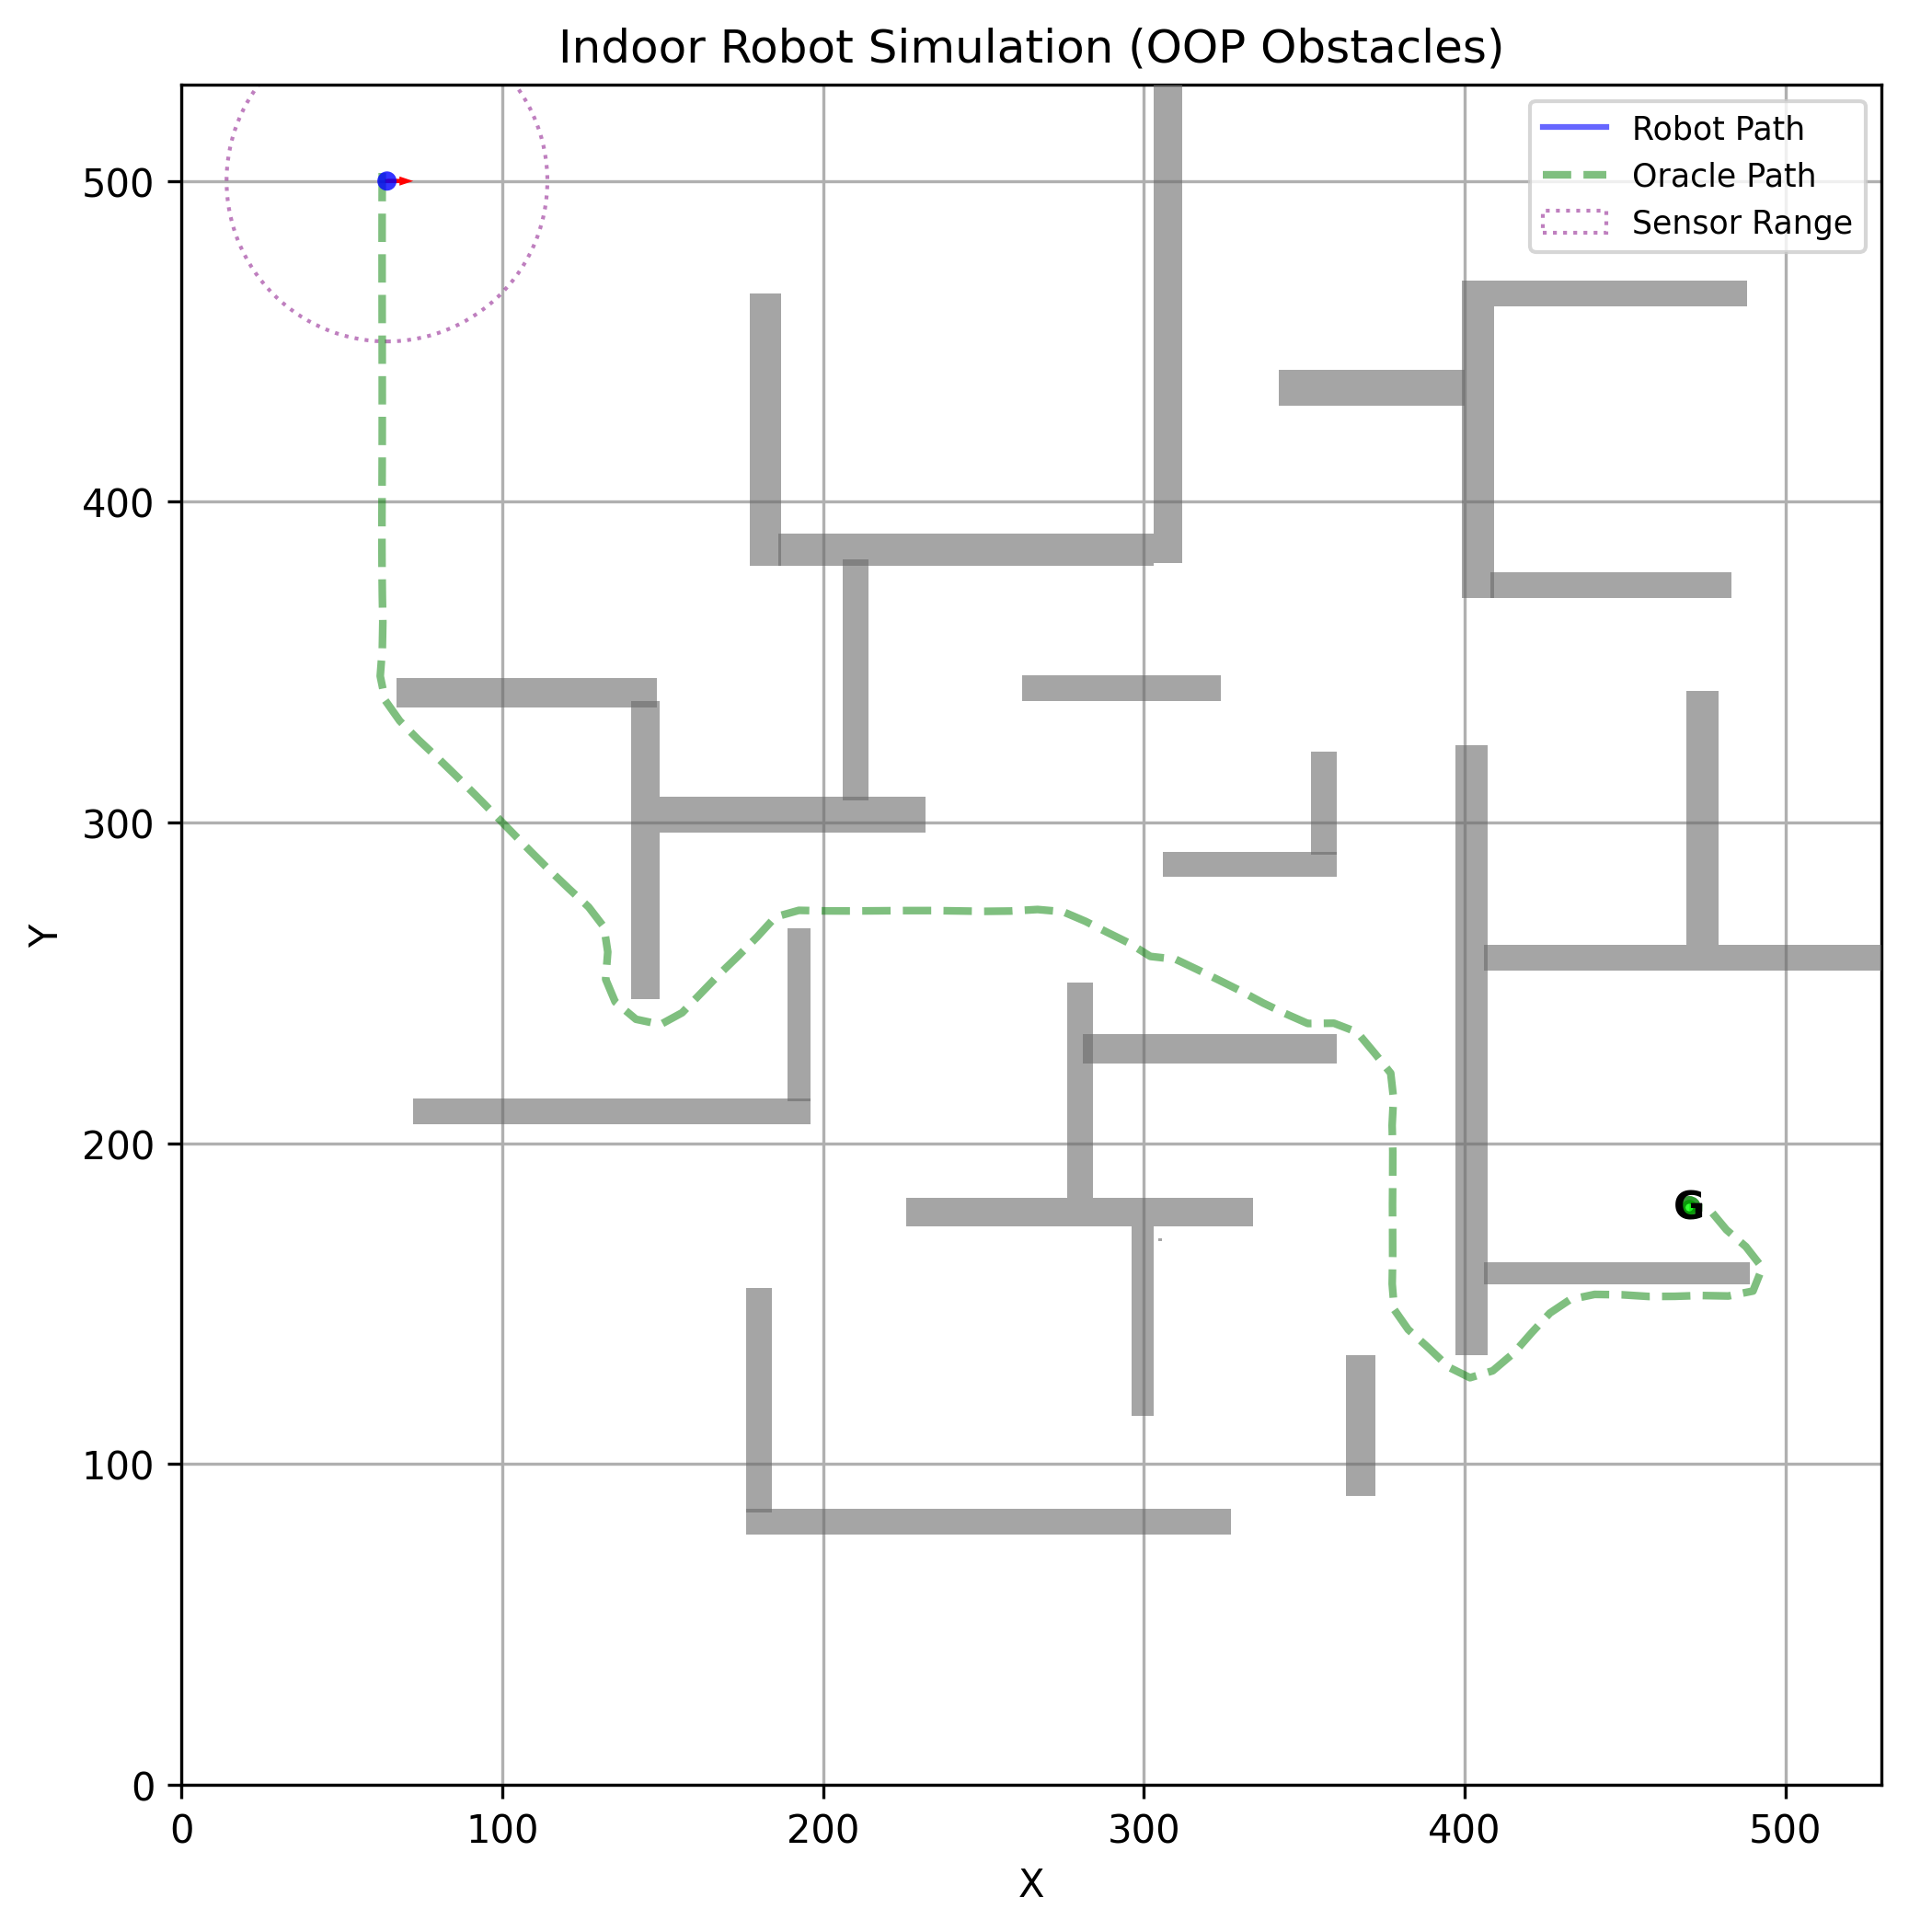 Indoor Robot Simulation (OOP Obstacles)
Robot Path
Oracle Path
Sensor Range
500
400
300
200
100
0
Y
G
0 100 200 300 400 500
X